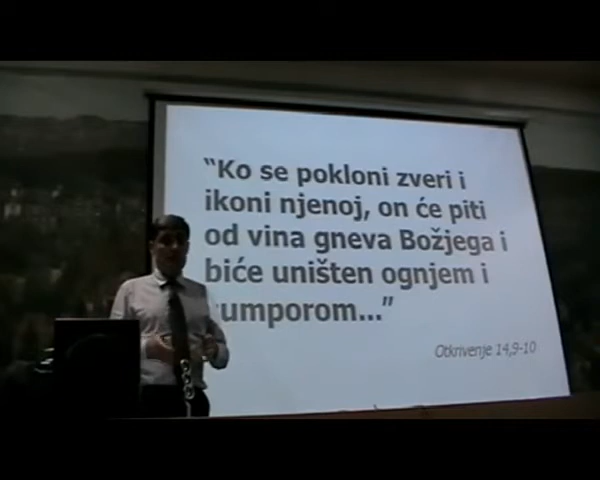 “Ko se pokloni zveri i
ikoni njenoj, on će piti
od vina gneva Božjega i
biće uništen ognjem i
umporom...”
Otkrivenje 14,9-10